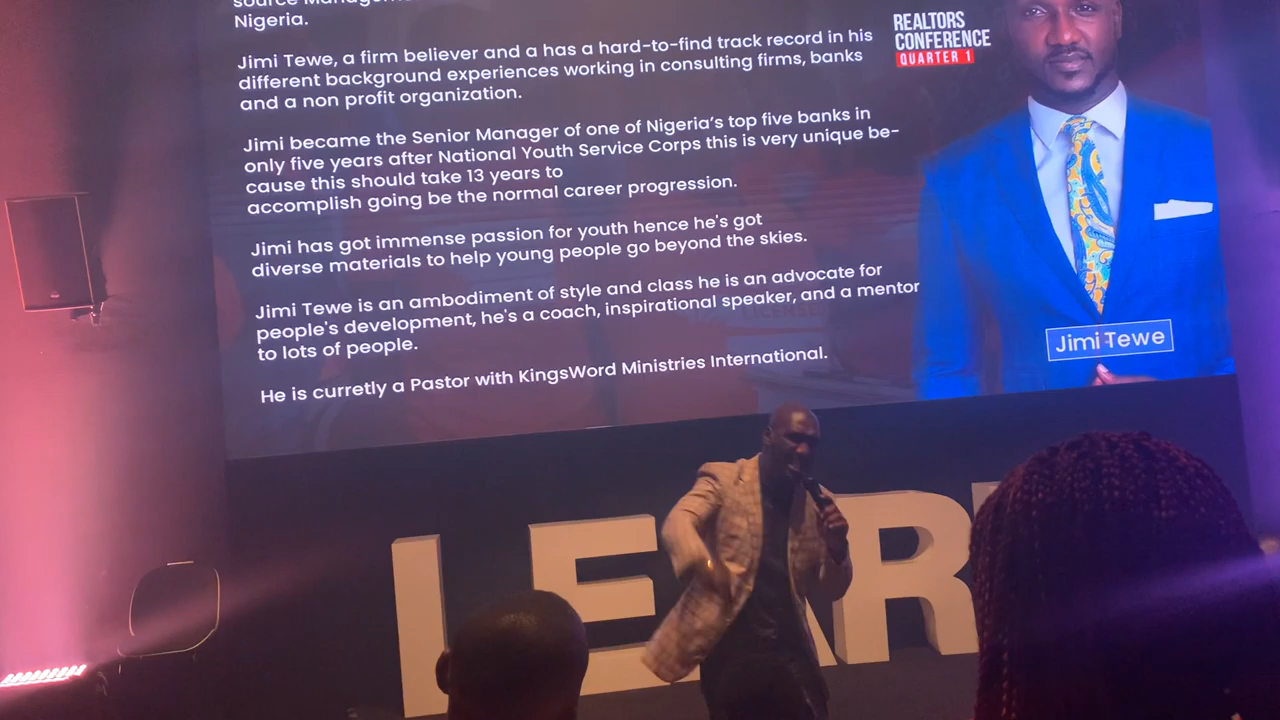 source Management
Nigeria.
Jimi Tewe, a firm believer and a has a hard-to-find track record in his
different background experiences working in consulting firms, banks
and a non profit organization.
Jimi became the Senior Manager of one of Nigeria's top five banks in
only five years after National Youth Service Corps this is very unique be-
cause this should take 13 years to
accomplish going be the normal career progression.
Jimi has got immense passion for youth hence he's got
diverse materials to help young people go beyond the skies.
Jimi Tewe is an ambodiment of style and class he is an advocate for
people's development, he's a coach, inspirational speaker, and a mentor
to lots of people.
He is curretly a Pastor with KingsWord Ministries International.
REALTORS
CONFERENCE
QUARTER 1
Jimi Tewe
LEAR